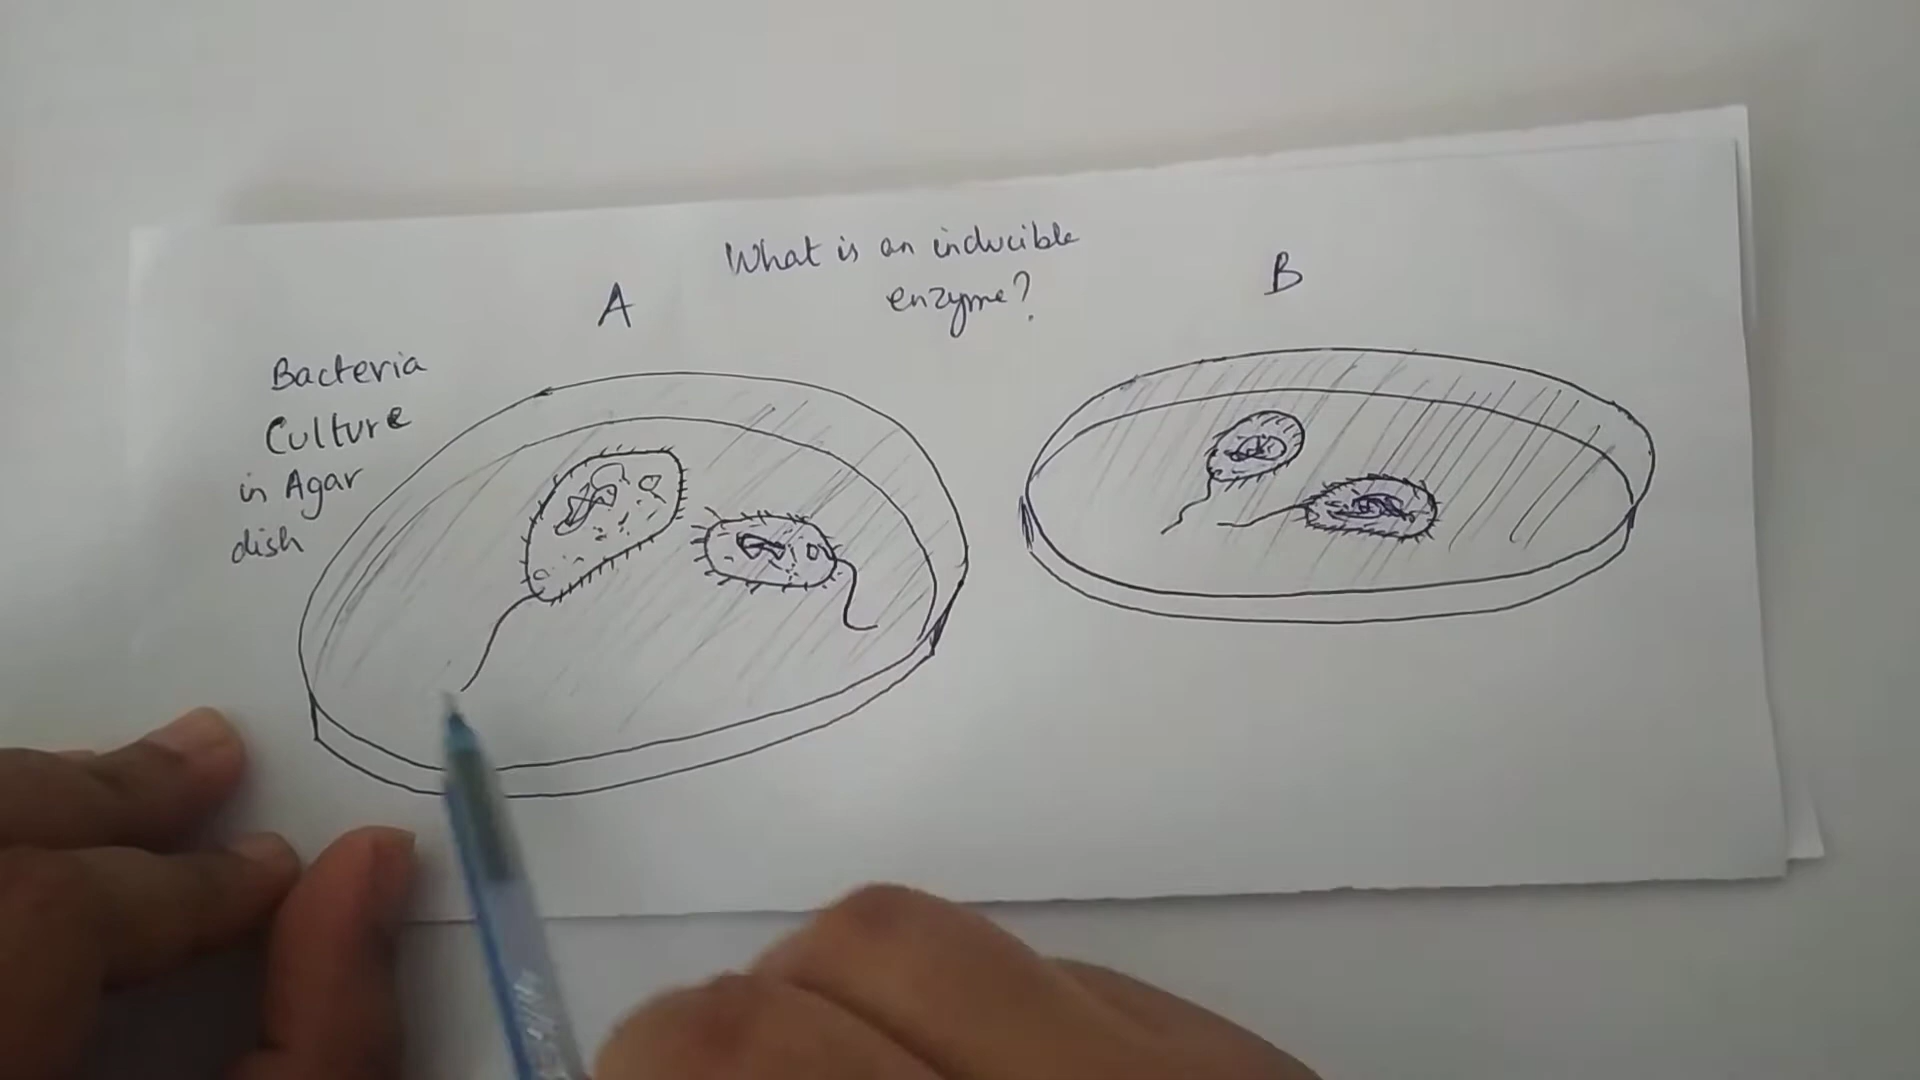 What is an inducible
enzyme?
A
B
Bacteria
Culture
in Agar
dish